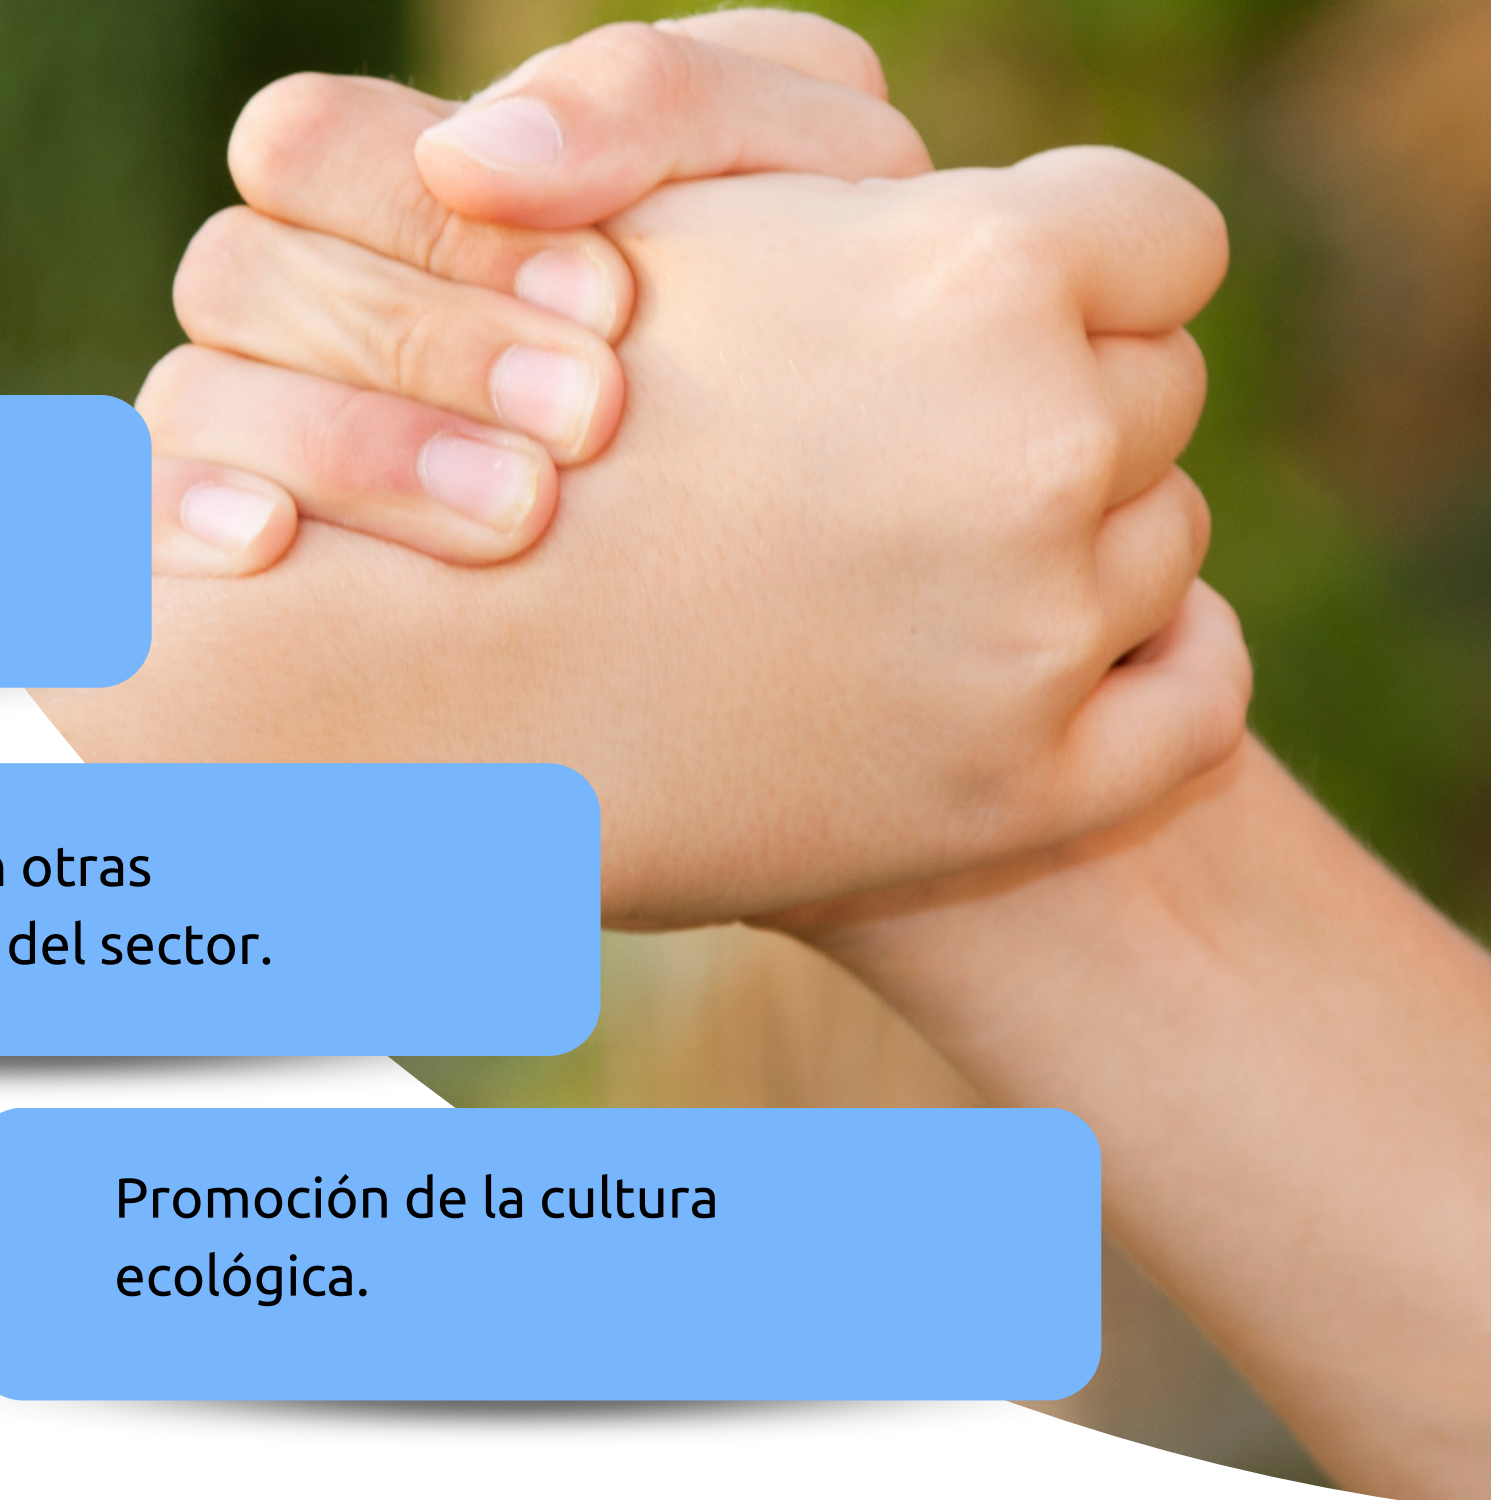 otras
del sector.
Promoción de la cultura
ecológica.